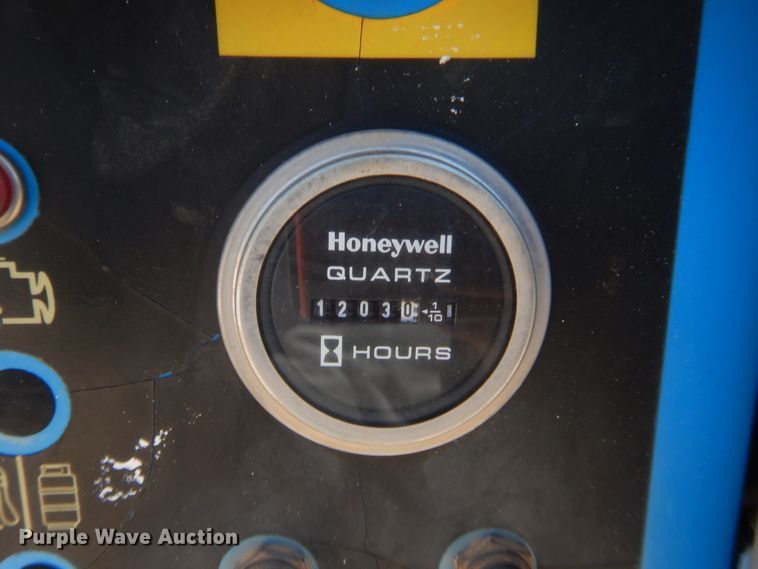 Honeywell
QUARTZ
12030 1/10
HOURS
Purple Wave Auction